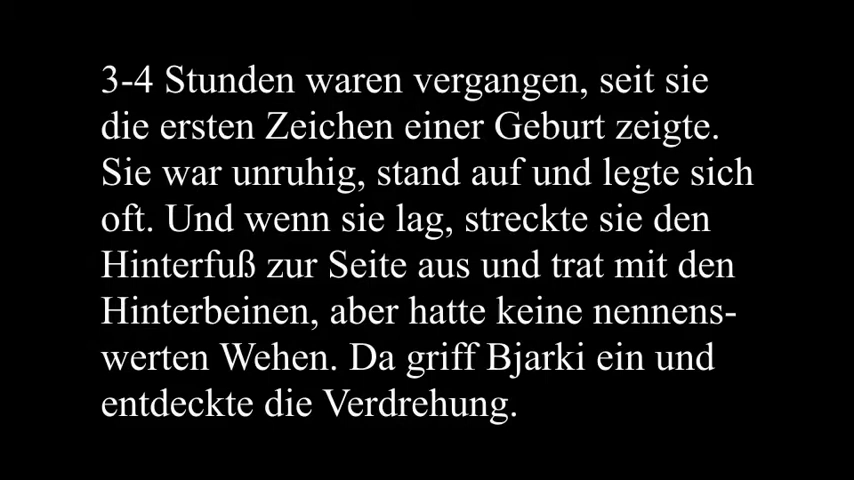 3-4 Stunden waren vergangen, seit sie
die ersten Zeichen einer Geburt zeigte.
Sie war unruhig, stand auf und legte sich
oft. Und wenn sie lag, streckte sie den
Hinterfuß zur Seite aus und trat mit den
Hinterbeinen, aber hatte keine nennens-
werten Wehen. Da griff Bjarki ein und
entdeckte die Verdrehung.